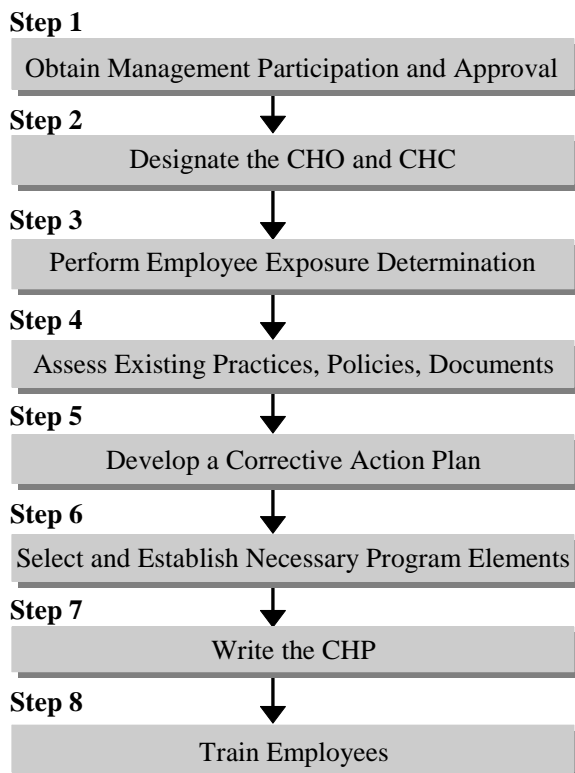 Step 1
Obtain Management Participation and Approval
Step 2
Designate the CHO and CHC
Step 3
Perform Employee Exposure Determination
Step 4
Assess Existing Practices, Policies, Documents
Step 5
Develop a Corrective Action Plan
Step 6
Select and Establish Necessary Program Elements
Step 7
Write the CHP
Step 8
Train Employees